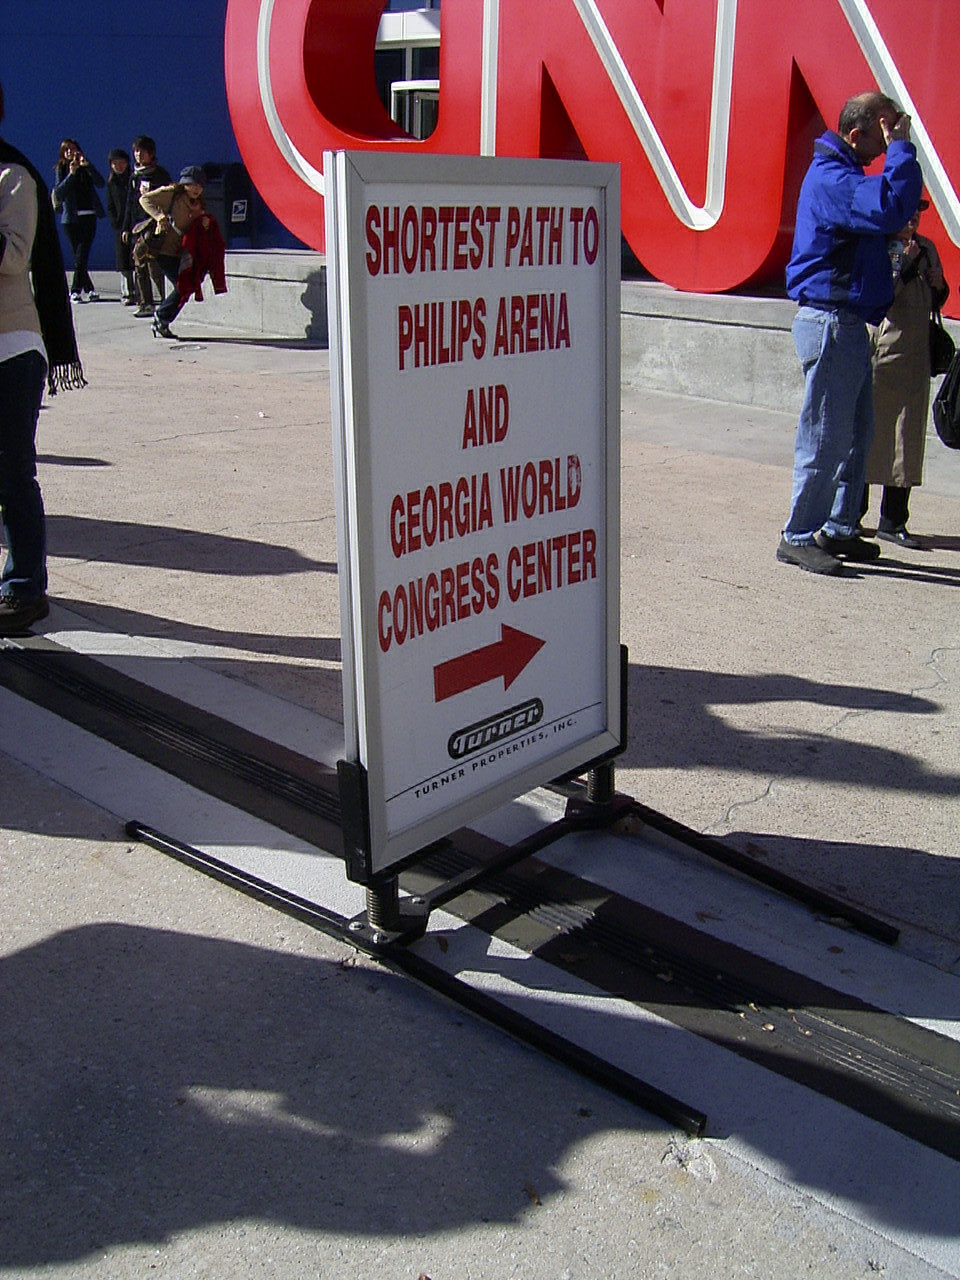 CNN
SHORTEST PATH TO
PHILIPS ARENA
AND
GEORGIA WORLD
CONGRESS CENTER
Turner
TURNER PROPERTIES, INC.